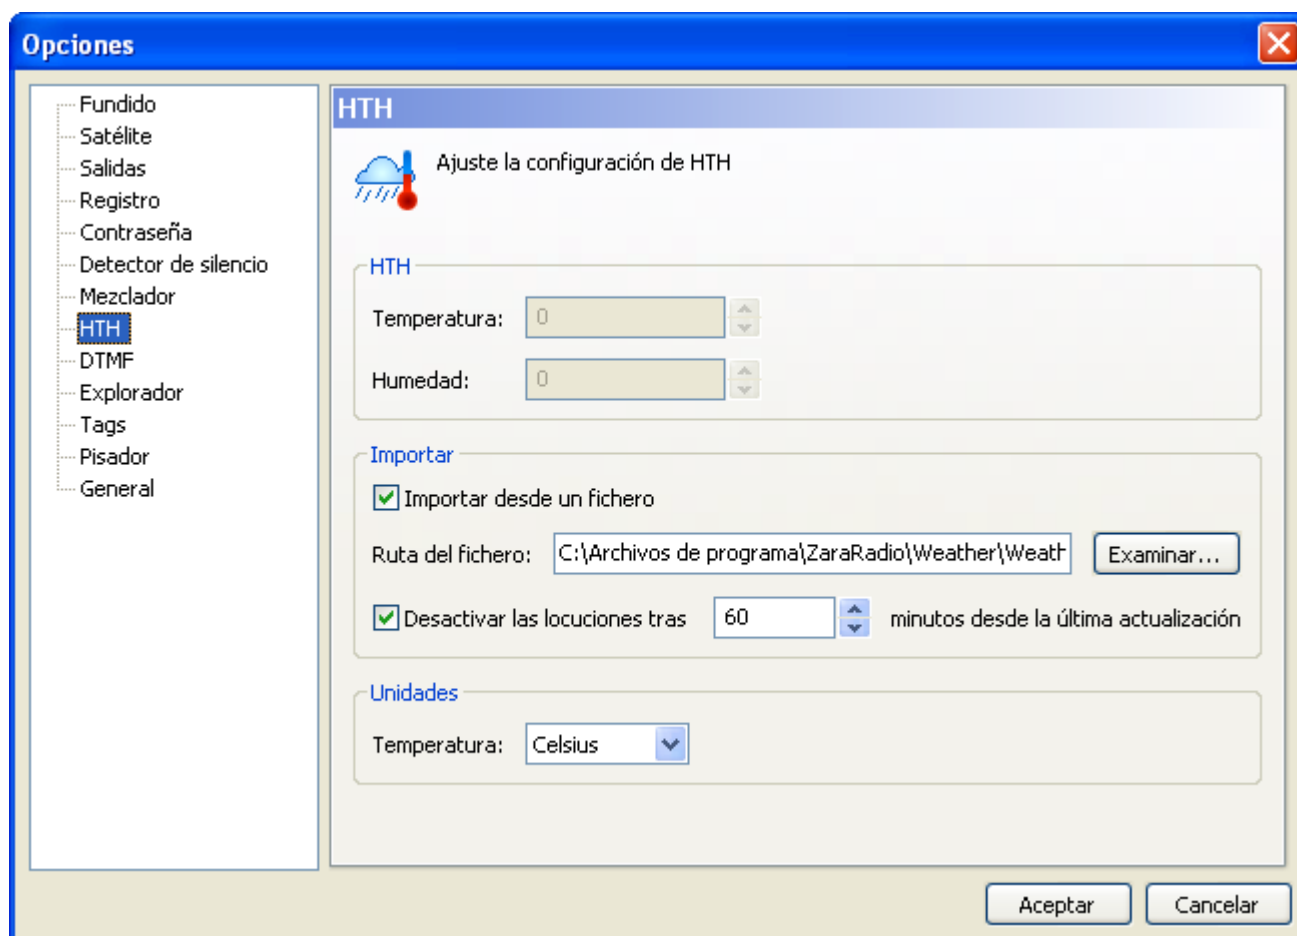 Opciones
Fundido
Satélite
Salidas
Registro
Contraseña
Detector de silencio
Mezclador
HTH
DTMF
Explorador
Tags
Pisador
General
HTH
Ajuste la configuración de HTH
HTH
Temperatura: 0
Humedad: 0
Importar
Importar desde un fichero
Ruta del fichero: C:\Archivos de programa\ZaraRadio\Weather\Weath Examinar...
Desactivar las locuciones tras 60 minutos desde la última actualización
Unidades
Temperatura: Celsius
Aceptar Cancelar